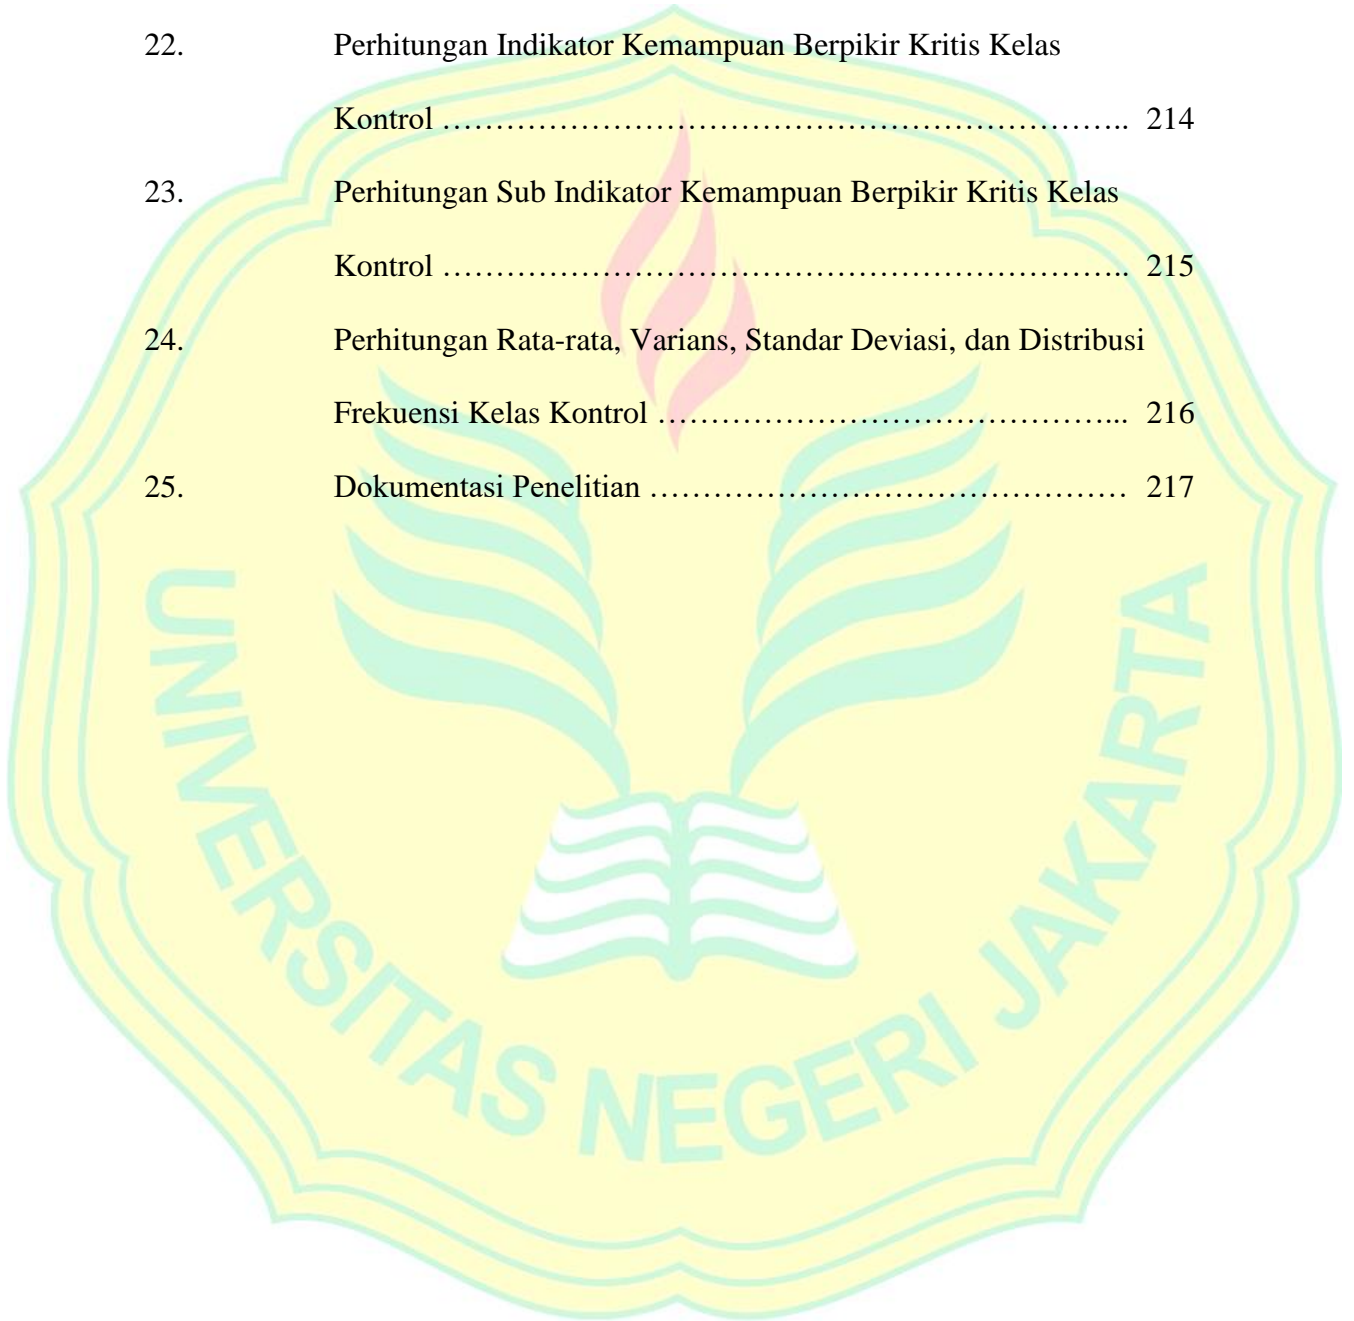 22. Perhitungan Indikator Kemampuan Berpikir Kritis Kelas
Kontrol ……………………………………………………….. 214
23. Perhitungan Sub Indikator Kemampuan Berpikir Kritis Kelas
Kontrol ……………………………………………………….. 215
24. Perhitungan Rata-rata, Varians, Standar Deviasi, dan Distribusi
Frekuensi Kelas Kontrol …………………………………….... 216
25. Dokumentasi Penelitian ……………………………………… 217
UNIVERSITAS NEGERI JAKARTA